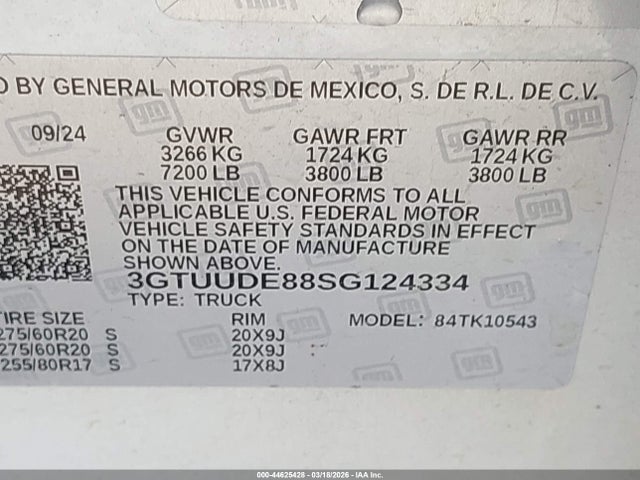 BY GENERAL MOTORS DE MEXICO, S. DE R.L. DE C.V.
09/24 GVWR GAWR FRT GAWR RR
3266 KG 1724 KG 1724 KG
7200 LB 3800 LB 3800 LB
THIS VEHICLE CONFORMS TO ALL
APPLICABLE U.S. FEDERAL MOTOR
VEHICLE SAFETY STANDARDS IN EFFECT
ON THE DATE OF MANUFACTURE
SHOWN ABOVE.
3GTUUDE88SG124334
TYPE: TRUCK
TIRE SIZE RIM MODEL: 84TK10543
275/60R20 S 20X9J
275/60R20 S 20X9J
255/80R17 S 17X8J
gm
000-44625428 - 03/18/2026 - IAA Inc.